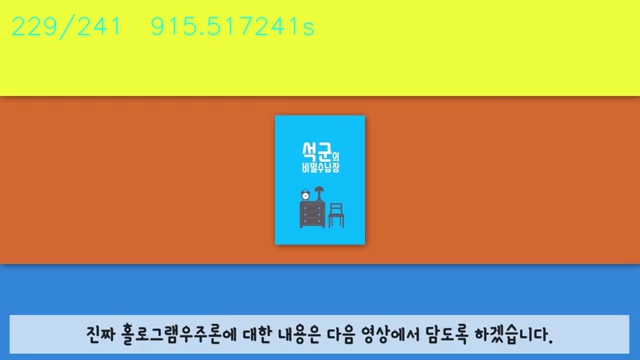 229/241 915.517241s
석군의
비밀수납장
진짜 홀로그램우주론에 대한 내용은 다음 영상에서 담도록 하겠습니다.